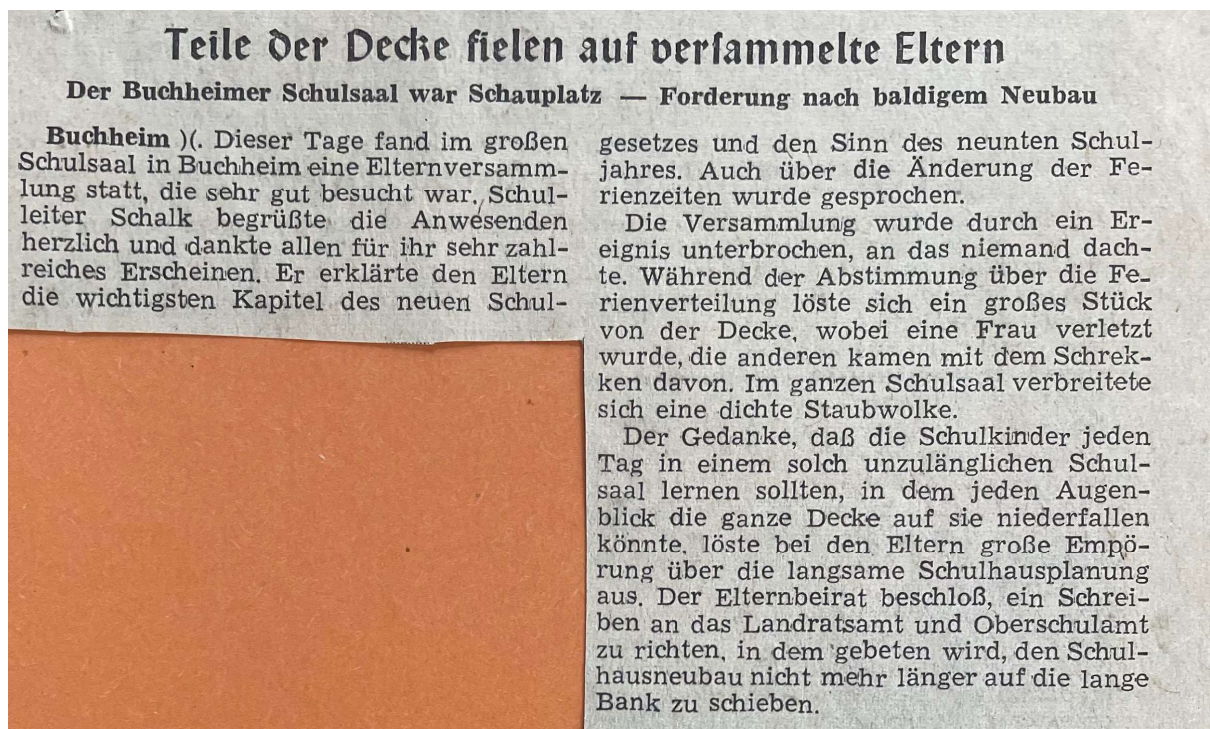 Teile der Decke fielen auf verſammelte Eltern
Der Buchheimer Schulsaal war Schauplatz — Forderung nach baldigem Neubau
Buchheim )(. Dieser Tage fand im großen
Schulsaal in Buchheim eine Elternversamm-
lung statt, die sehr gut besucht war. Schul-
leiter Schalk begrüßte die Anwesenden
herzlich und dankte allen für ihr sehr zahl-
reiches Erscheinen. Er erklärte den Eltern
die wichtigsten Kapitel des neuen Schul-
gesetzes und den Sinn des neunten Schul-
jahres. Auch über die Änderung der Fe-
rienzeiten wurde gesprochen.
Die Versammlung wurde durch ein Er-
eignis unterbrochen, an das niemand dach-
te. Während der Abstimmung über die Fe-
rienverteilung löste sich ein großes Stück
von der Decke, wobei eine Frau verletzt
wurde, die anderen kamen mit dem Schrek-
ken davon. Im ganzen Schulsaal verbreitete
sich eine dichte Staubwolke.
Der Gedanke, daß die Schulkinder jeden
Tag in einem solch unzulänglichen Schul-
saal lernen sollten, in dem jeden Augen-
blick die ganze Decke auf sie niederfallen
könnte, löste bei den Eltern große Empö-
rung über die langsame Schulhausplanung
aus. Der Elternbeirat beschloß, ein Schrei-
ben an das Landratsamt und Oberschulamt
zu richten, in dem gebeten wird, den Schul-
hausneubau nicht mehr länger auf die lange
Bank zu schieben.